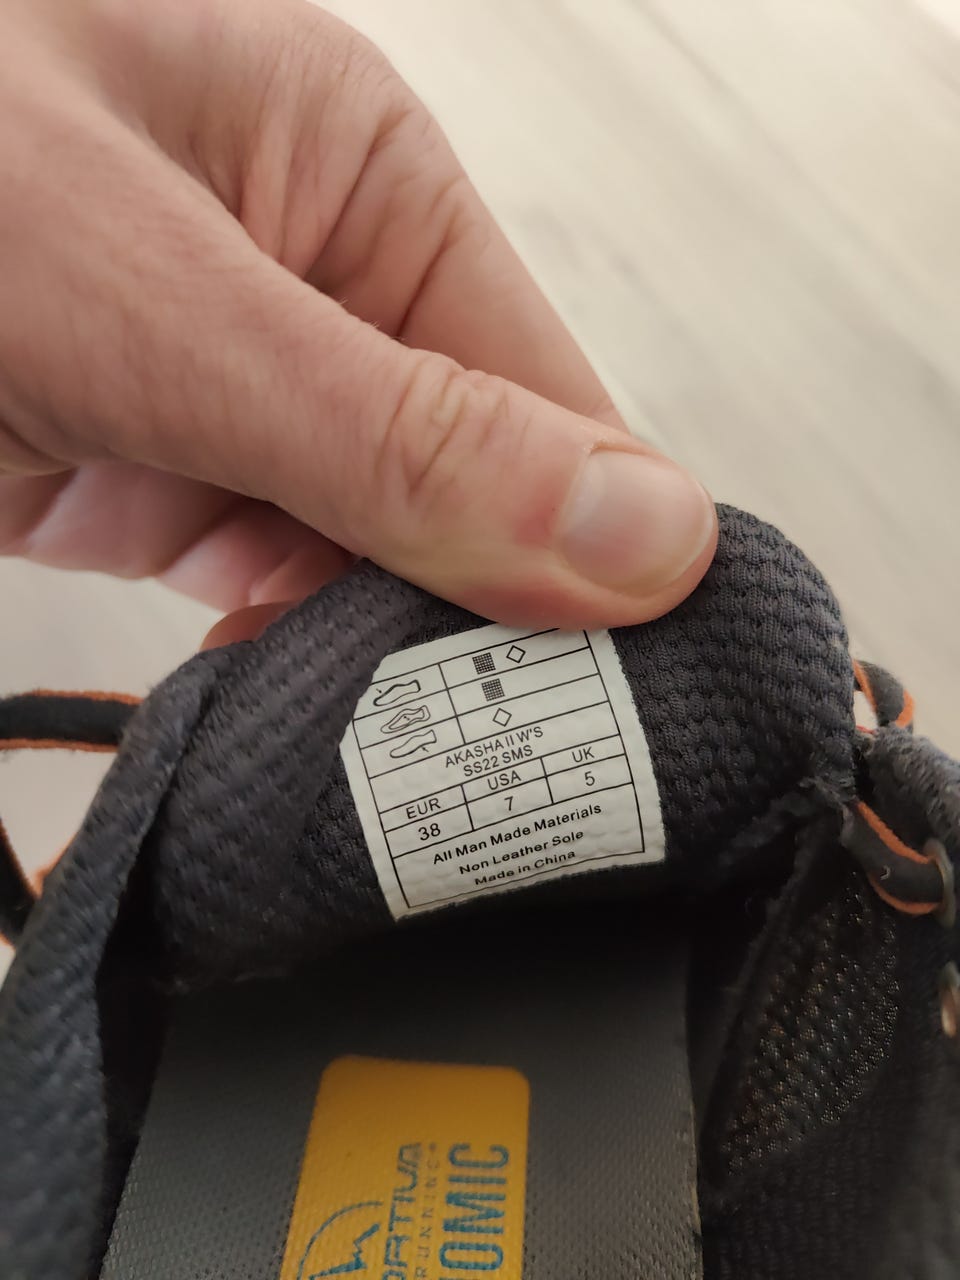 AKASHA II W'S
SS22 SMS
EUR USA UK
38 7 5
All Man Made Materials
Non Leather Sole
Made in China